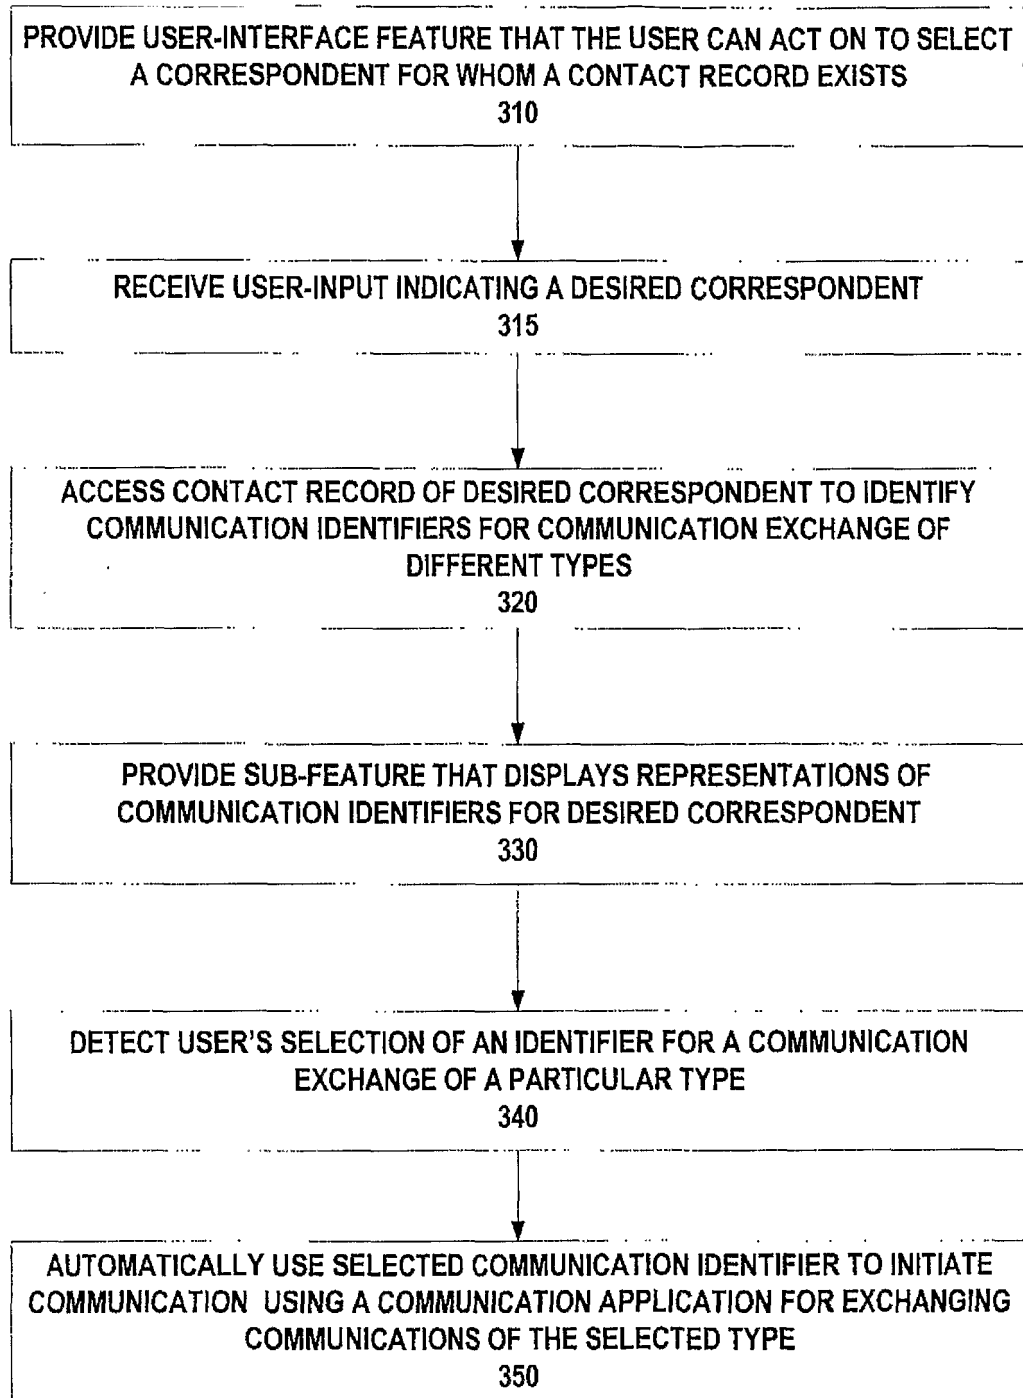 PROVIDE USER-INTERFACE FEATURE THAT THE USER CAN ACT ON TO SELECT
A CORRESPONDENT FOR WHOM A CONTACT RECORD EXISTS
310
RECEIVE USER-INPUT INDICATING A DESIRED CORRESPONDENT
315
ACCESS CONTACT RECORD OF DESIRED CORRESPONDENT TO IDENTIFY
COMMUNICATION IDENTIFIERS FOR COMMUNICATION EXCHANGE OF
DIFFERENT TYPES
320
PROVIDE SUB-FEATURE THAT DISPLAYS REPRESENTATIONS OF
COMMUNICATION IDENTIFIERS FOR DESIRED CORRESPONDENT
330
DETECT USER'S SELECTION OF AN IDENTIFIER FOR A COMMUNICATION
EXCHANGE OF A PARTICULAR TYPE
340
AUTOMATICALLY USE SELECTED COMMUNICATION IDENTIFIER TO INITIATE
COMMUNICATION USING A COMMUNICATION APPLICATION FOR EXCHANGING
COMMUNICATIONS OF THE SELECTED TYPE
350